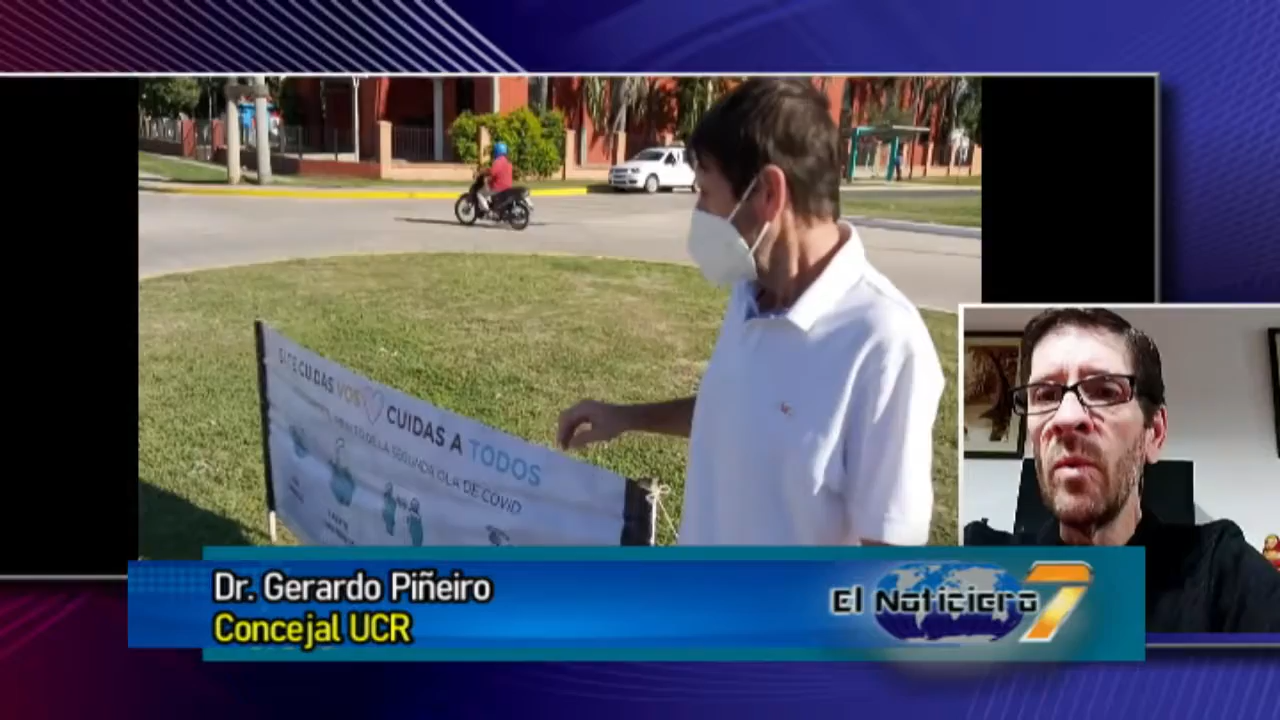 SI TE CUIDAS VOS CUIDAS A TODOS
DE LA SEGUNDA OLA DE COVID
Dr. Gerardo Piñeiro
Concejal UCR
El Noticiero 7